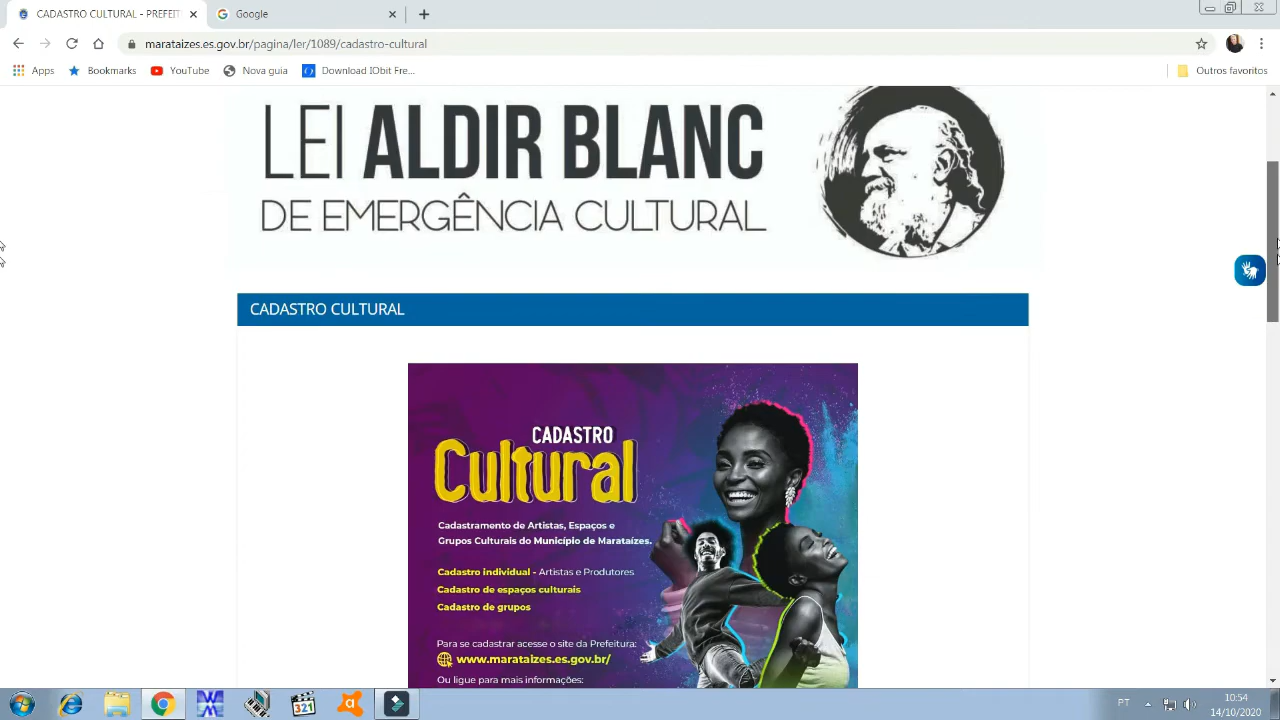 CADASTRO CULTURAL - PREFEIT
Google
marataizes.es.gov.br/pagina/ler/1089/cadastro-cultural
Apps
Bookmarks
YouTube
Nova guia
Download IObit Fre...
Outros favoritos
LEI ALDIR BLANC
DE EMERGÊNCIA CULTURAL
CADASTRO CULTURAL
CADASTRO
Cultural
Cadastramento de Artistas, Espaços e
Grupos Culturais do Município de Marataízes.
Cadastro individual - Artistas e Produtores
Cadastro de espaços culturais
Cadastro de grupos
Para se cadastrar acesse o site da Prefeitura:
www.marataizes.es.gov.br/
Ou ligue para mais informações:
321
PT
10:54
14/10/2020